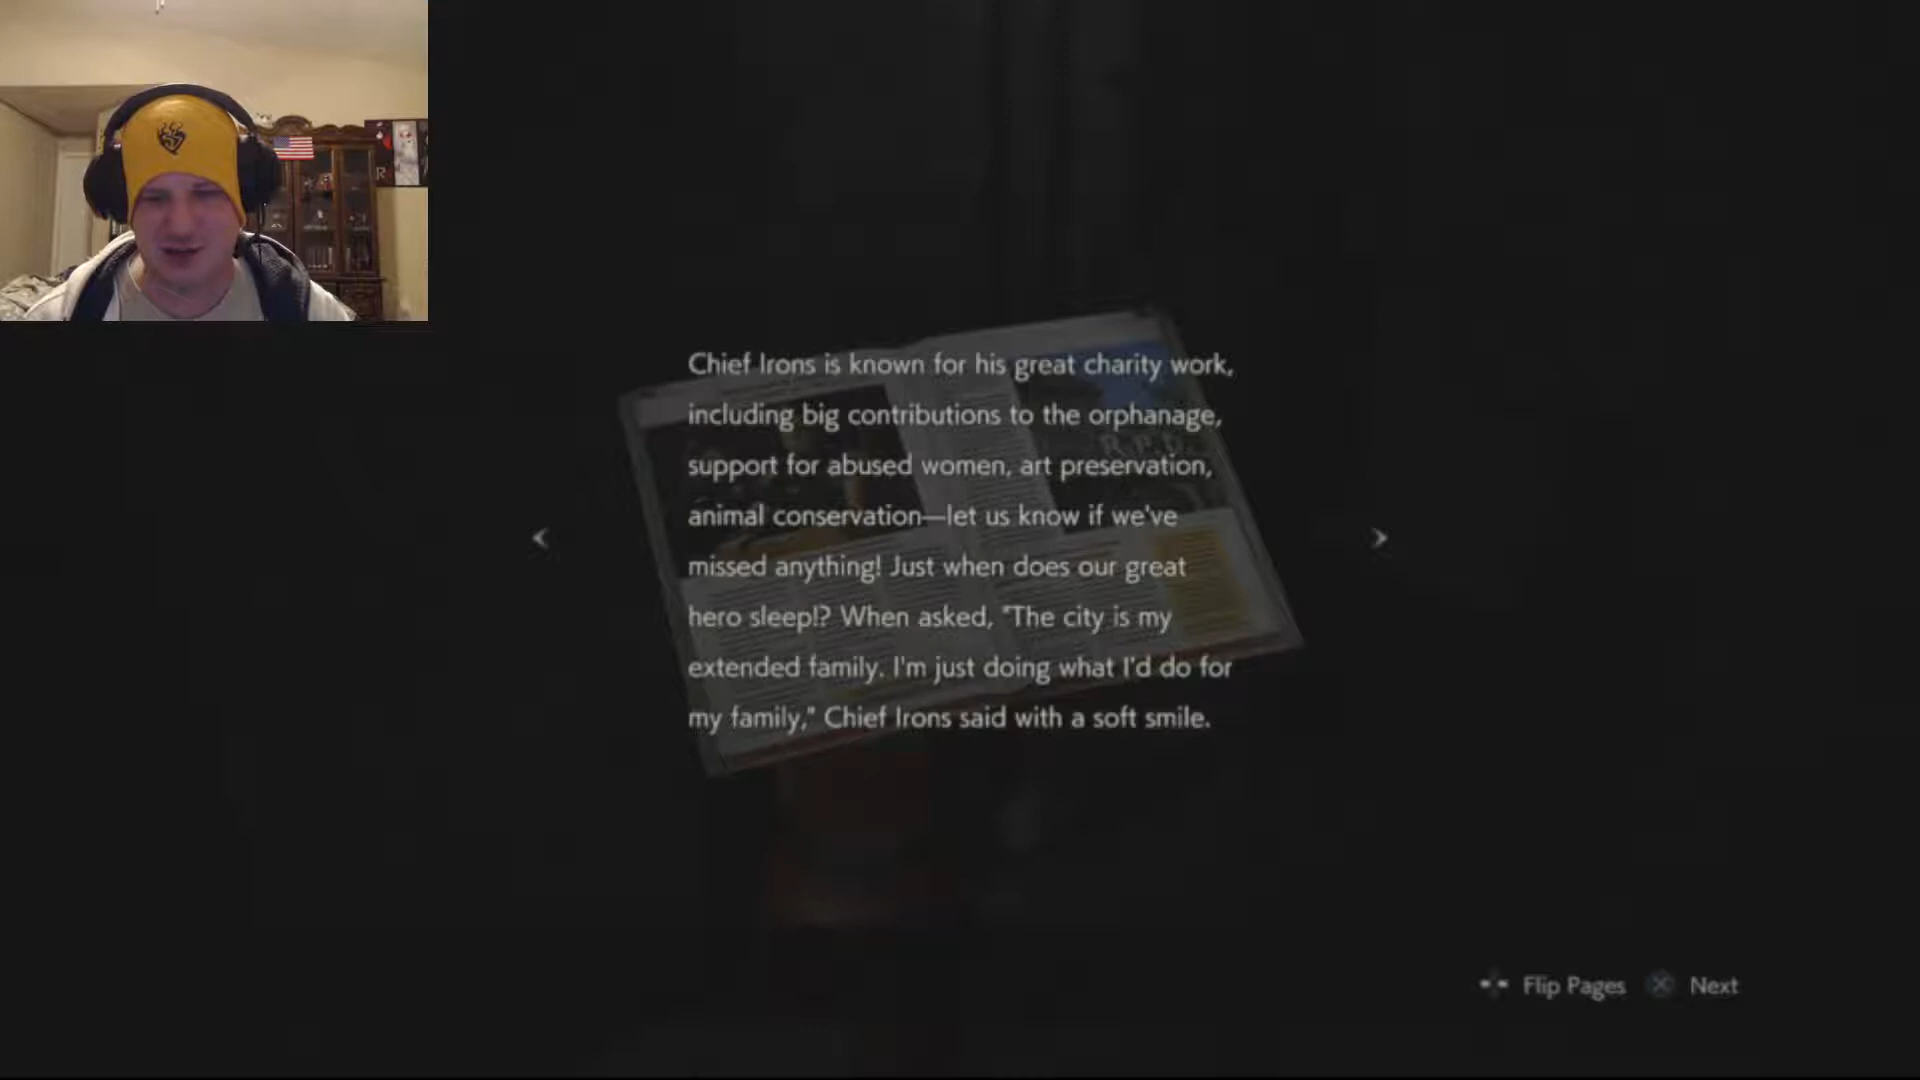 Chief Irons is known for his great charity work,
including big contributions to the orphanage,
support for abused women, art preservation,
animal conservation—let us know if we've
missed anything! Just when does our great
hero sleep!? When asked, "The city is my
extended family. I'm just doing what I'd do for
my family," Chief Irons said with a soft smile.
R.P.D.
Flip Pages
Next